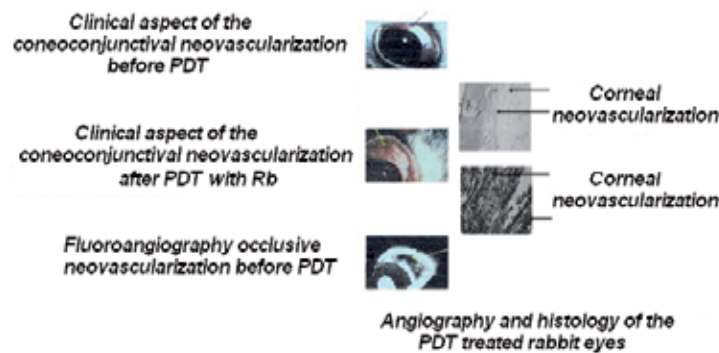 Clinical aspect of the
coneoconjunctival neovascularization
before PDT
Corneal
neovascularization
Clinical aspect of the
coneoconjunctival neovascularization
after PDT with Rb
Corneal
neovascularization
Fluoroangiography occlusive
neovascularization before PDT
Angiography and histology of the
PDT treated rabbit eyes